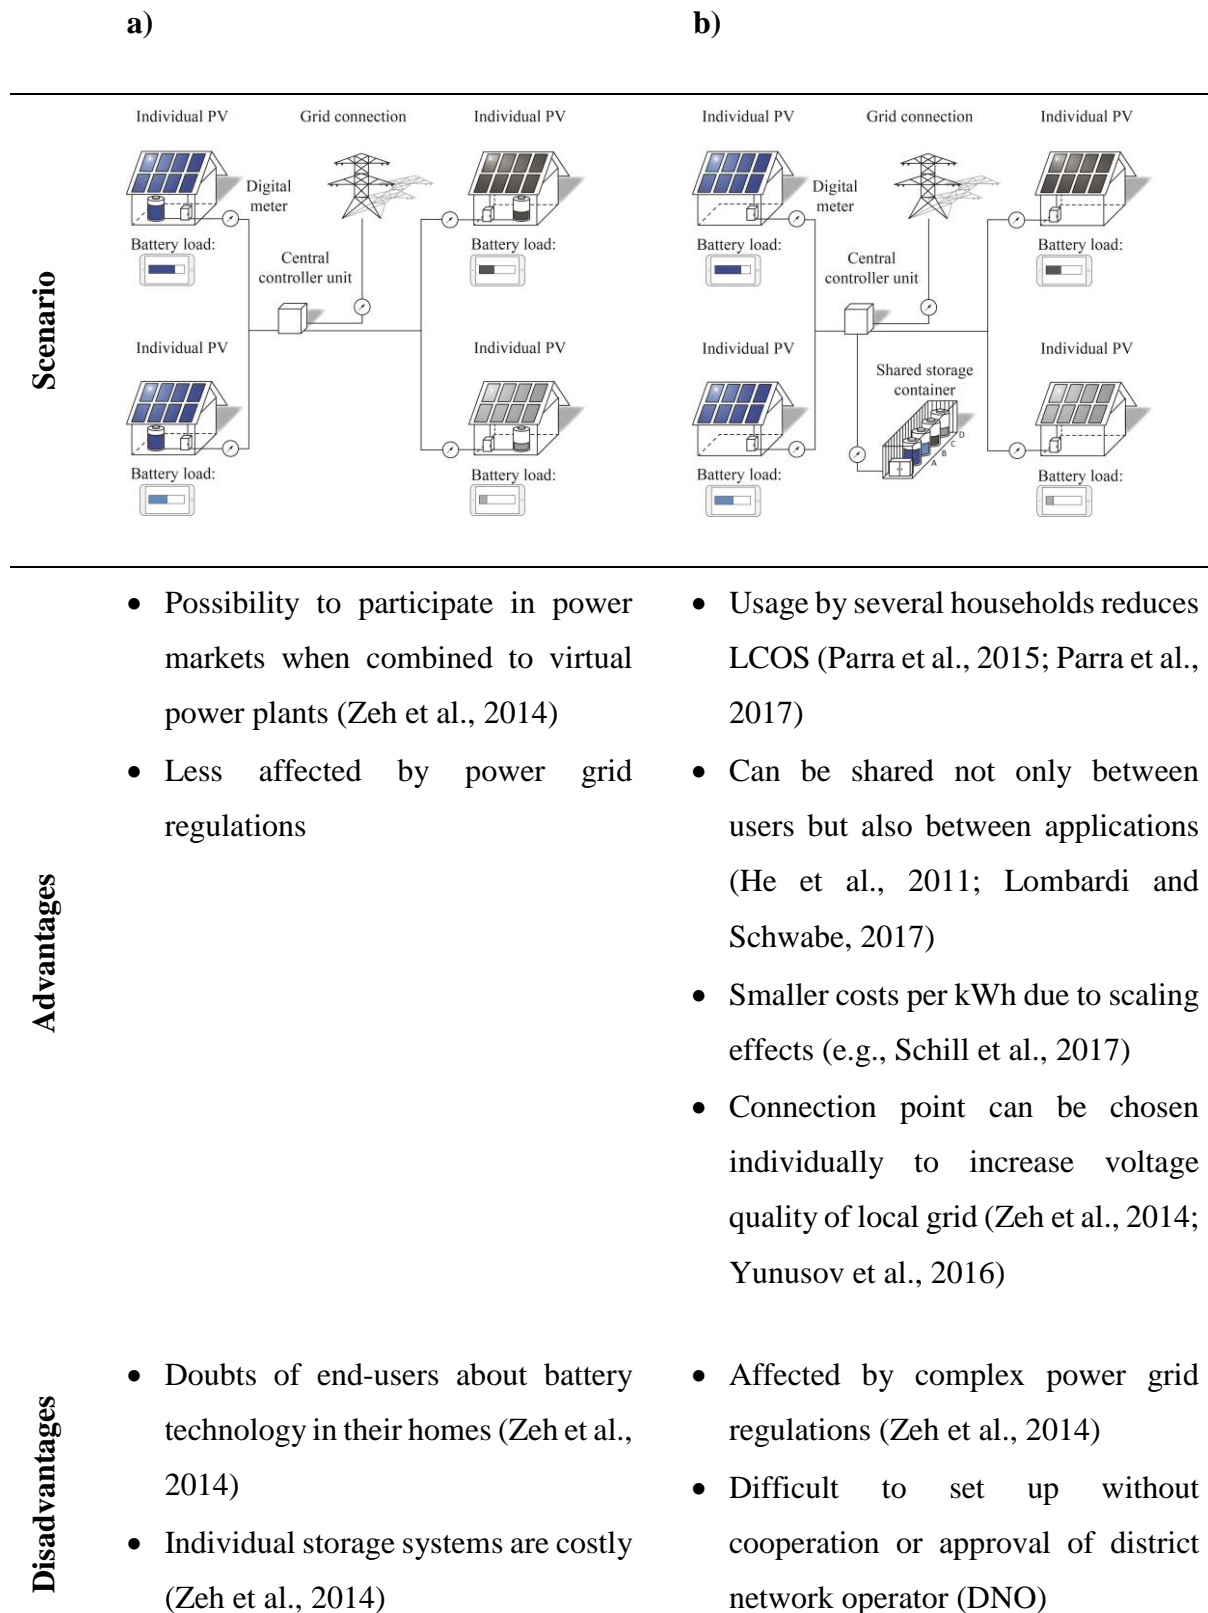 a)
b)
Scenario
Individual PV
Grid connection
Individual PV
Digital
meter
Battery load:
Battery load:
Central
controller unit
Individual PV
Individual PV
Battery load:
Battery load:
Individual PV
Grid connection
Individual PV
Digital
meter
Battery load:
Battery load:
Central
controller unit
Individual PV
Individual PV
Shared storage
container
A
B
C
D
Battery load:
Battery load:
Advantages
• Possibility to participate in power
markets when combined to virtual
power plants (Zeh et al., 2014)
• Less affected by power grid
regulations
• Usage by several households reduces
LCOS (Parra et al., 2015; Parra et al.,
2017)
• Can be shared not only between
users but also between applications
(He et al., 2011; Lombardi and
Schwabe, 2017)
• Smaller costs per kWh due to scaling
effects (e.g., Schill et al., 2017)
• Connection point can be chosen
individually to increase voltage
quality of local grid (Zeh et al., 2014;
Yunusov et al., 2016)
Disadvantages
• Doubts of end-users about battery
technology in their homes (Zeh et al.,
2014)
• Individual storage systems are costly
(Zeh et al., 2014)
• Affected by complex power grid
regulations (Zeh et al., 2014)
• Difficult to set up without
cooperation or approval of district
network operator (DNO)